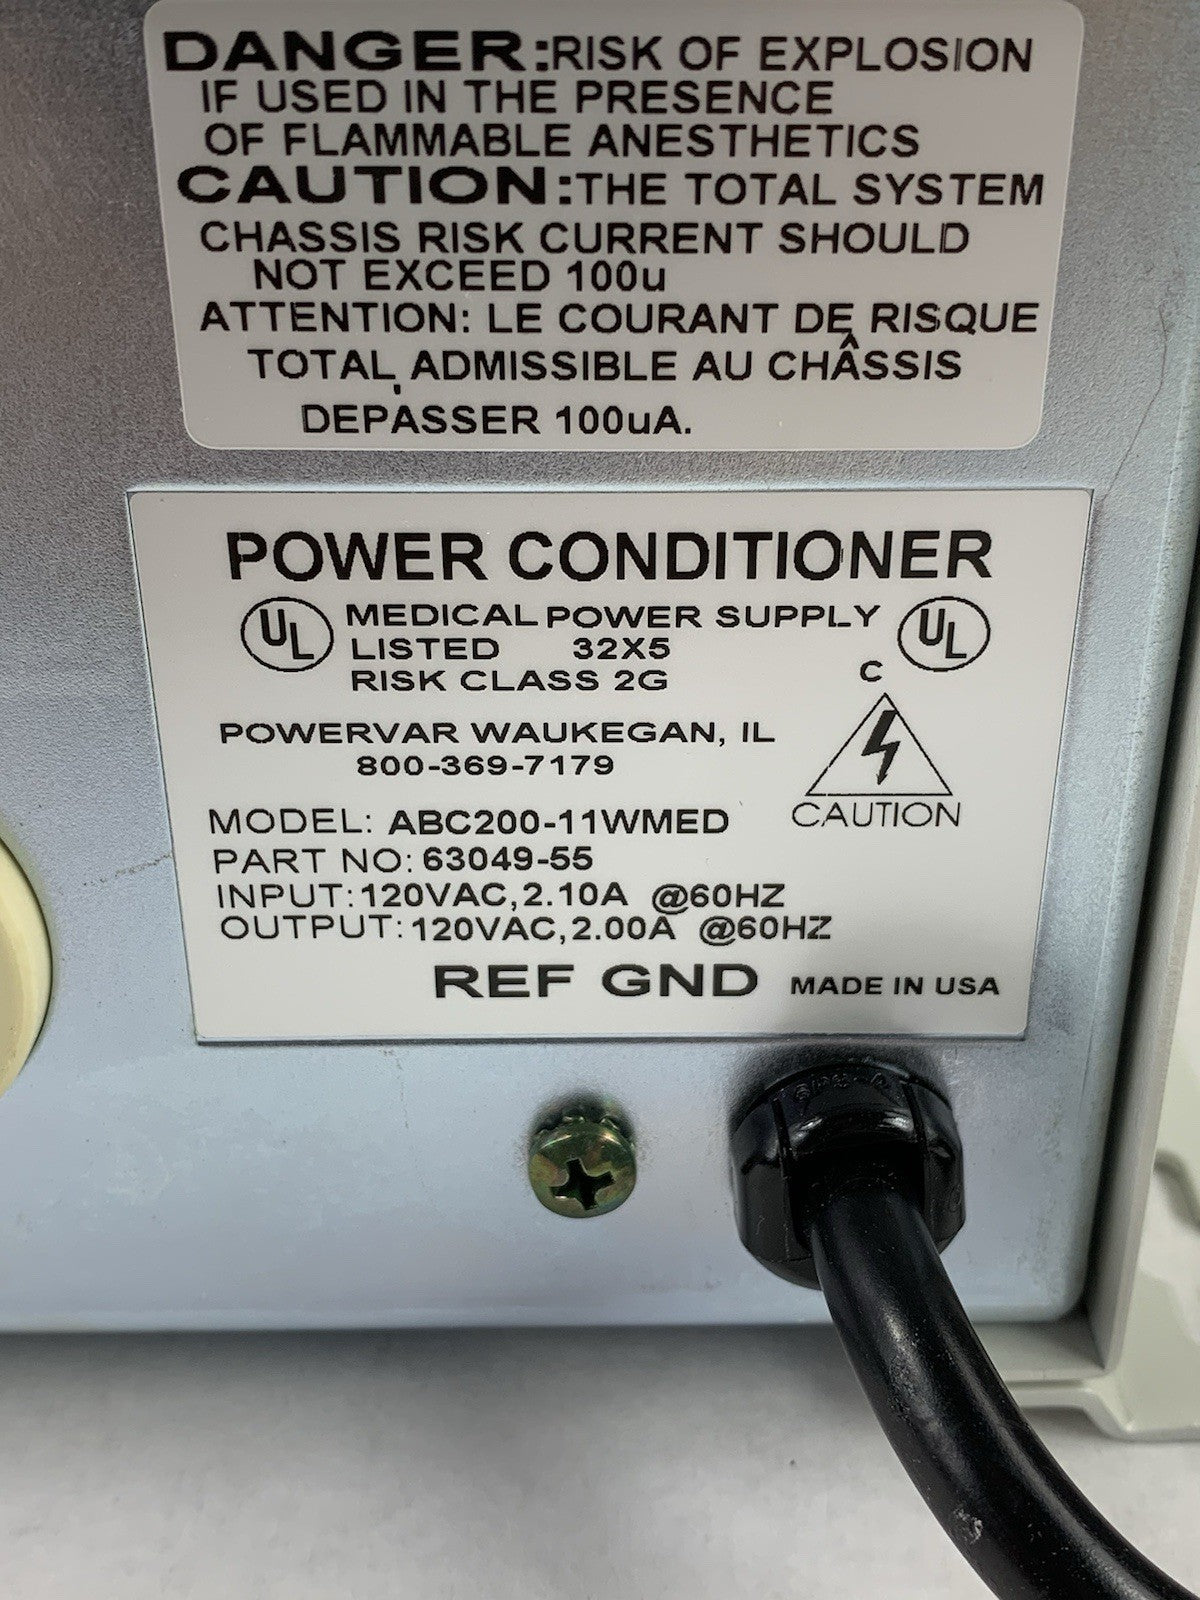 DANGER:RISK OF EXPLOSION
IF USED IN THE PRESENCE
OF FLAMMABLE ANESTHETICS
CAUTION:THE TOTAL SYSTEM
CHASSIS RISK CURRENT SHOULD
NOT EXCEED 100u
ATTENTION: LE COURANT DE RISQUE
TOTAL ADMISSIBLE AU CHÂSSIS
DEPASSER 100uA.
POWER CONDITIONER
UL MEDICAL POWER SUPPLY UL
LISTED 32X5
RISK CLASS 2G
C
POWERVAR WAUKEGAN, IL
800-369-7179
MODEL: ABC200-11WMED
CAUTION
PART NO: 63049-55
INPUT: 120VAC, 2.10A @60HZ
OUTPUT: 120VAC, 2.00A @60HZ
REF GND MADE IN USA